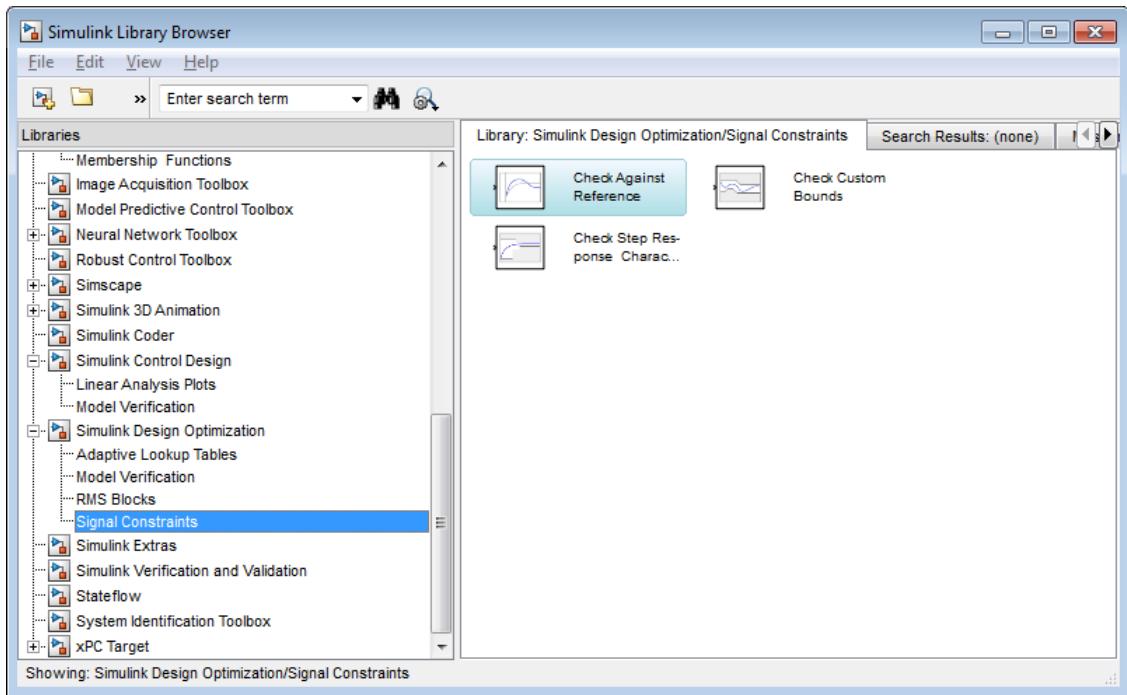 Simulink Library Browser
File Edit View Help
» Enter search term
Libraries
Membership Functions
Image Acquisition Toolbox
Model Predictive Control Toolbox
Neural Network Toolbox
Robust Control Toolbox
Simscape
Simulink 3D Animation
Simulink Coder
Simulink Control Design
Linear Analysis Plots
Model Verification
Simulink Design Optimization
Adaptive Lookup Tables
Model Verification
RMS Blocks
Signal Constraints
Simulink Extras
Simulink Verification and Validation
Stateflow
System Identification Toolbox
xPC Target
Library: Simulink Design Optimization/Signal Constraints Search Results: (none)
Check Against
Reference
Check Custom
Bounds
Check Step Res-
ponse Charac...
Showing: Simulink Design Optimization/Signal Constraints